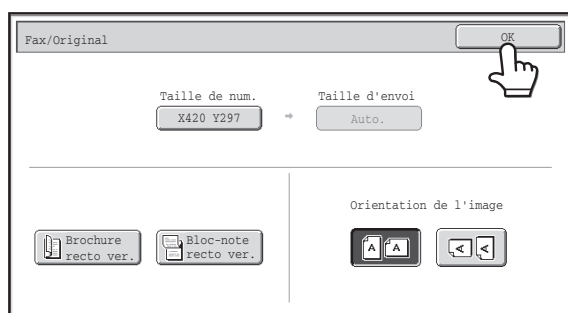 Fax/Original
OK
Taille de num.
Taille d'envoi
X420 Y297
Auto.
Orientation de l'image
Brochure
recto ver.
Bloc-note
recto ver.
A A
A A